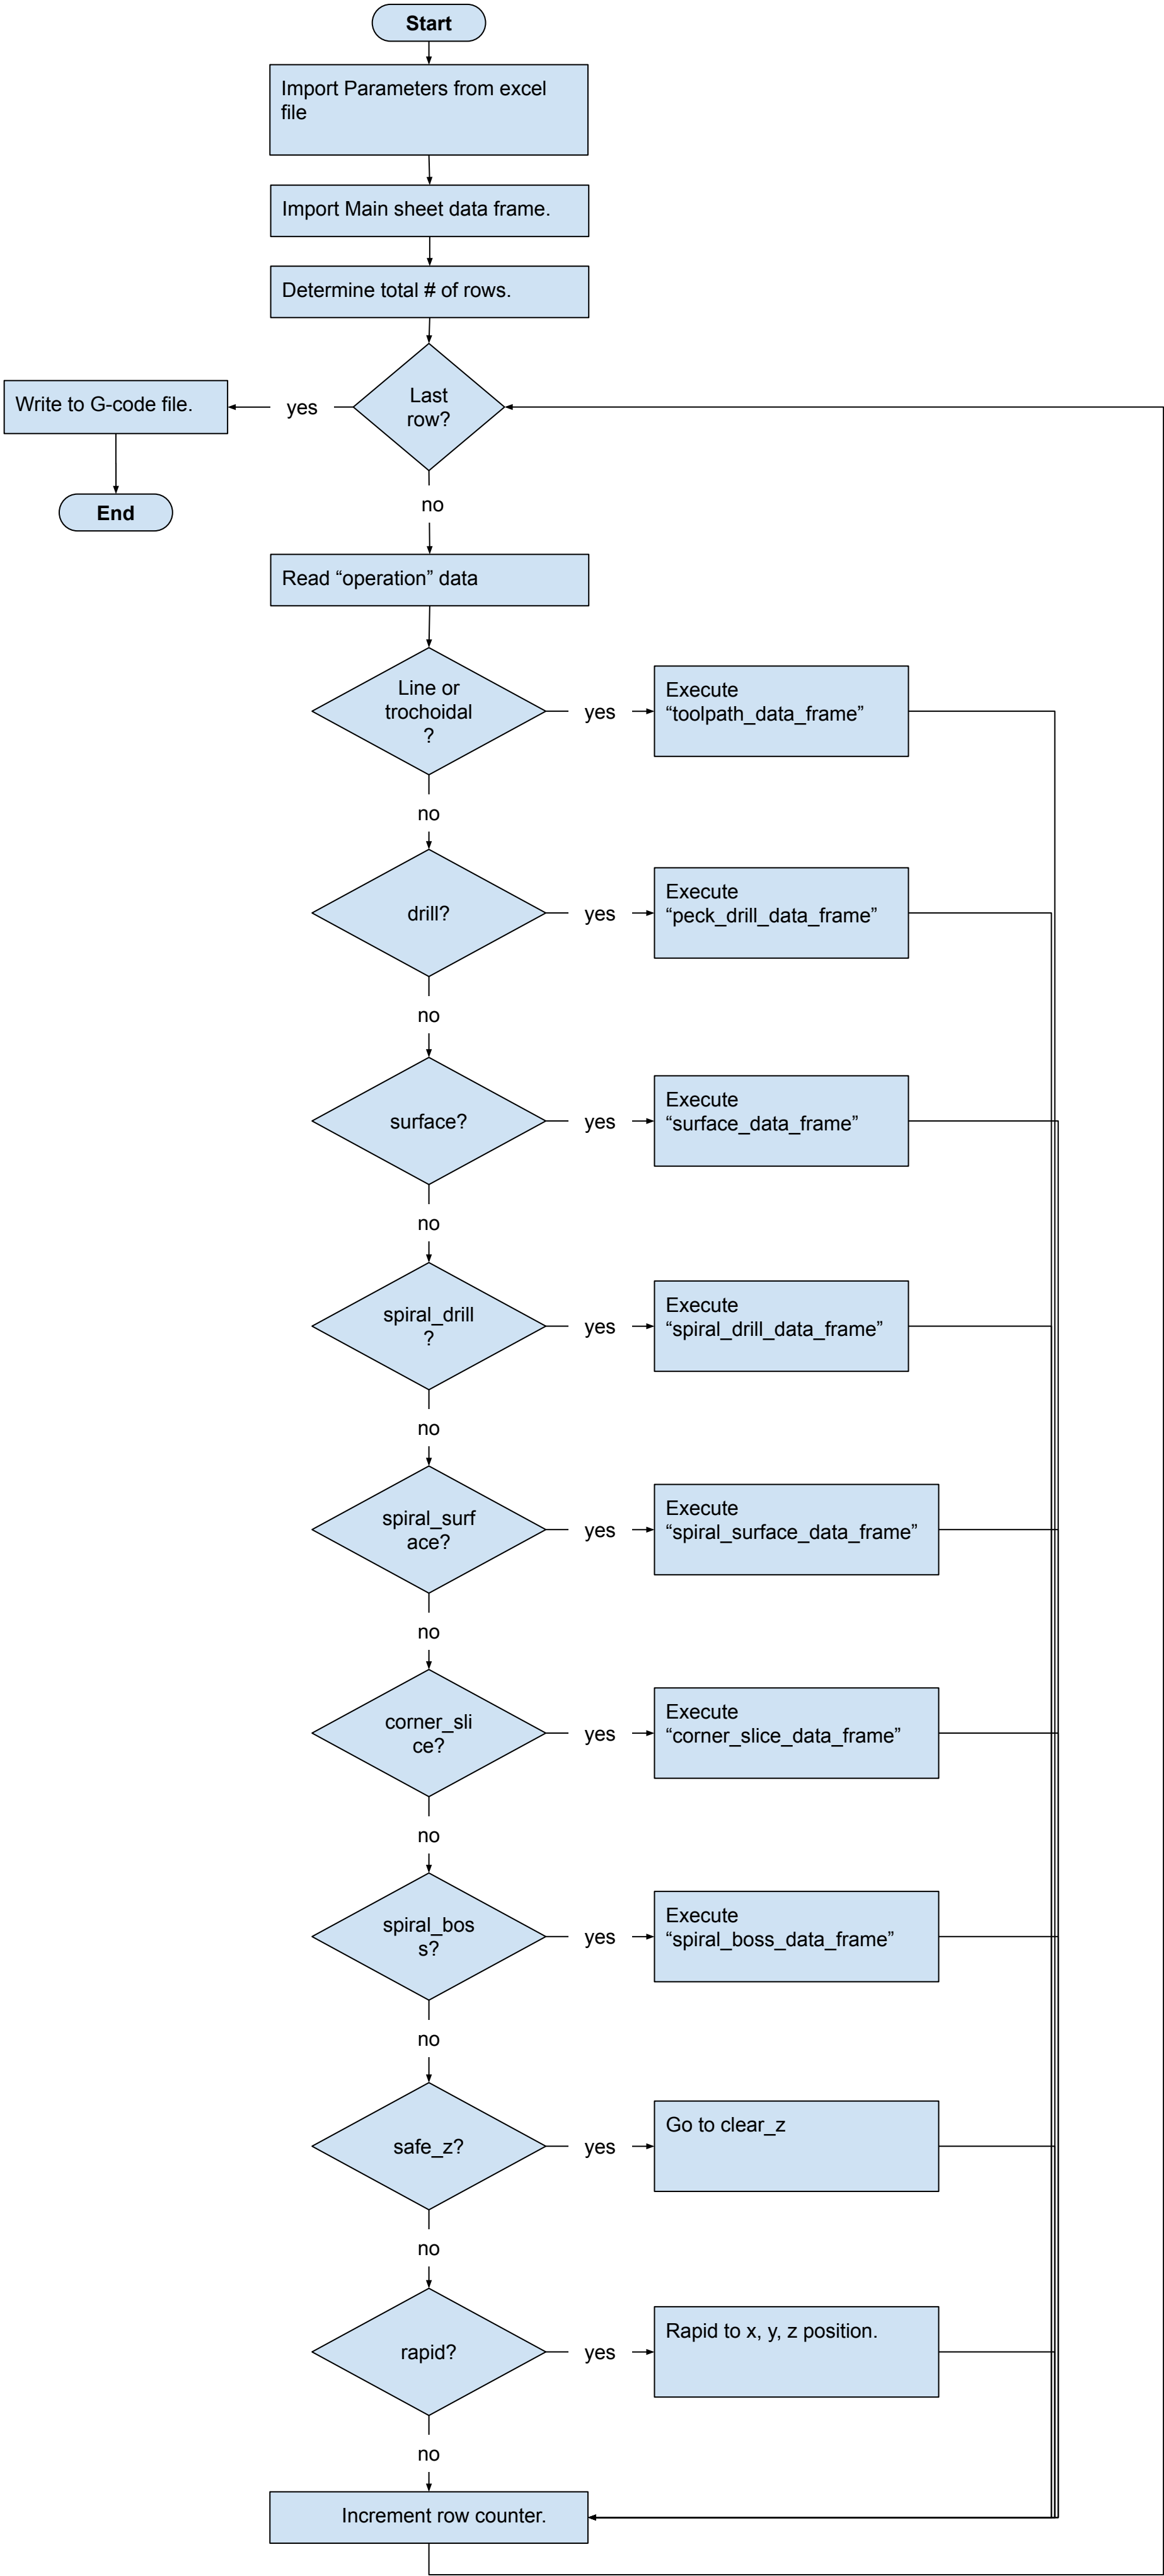 Start
Import Parameters from excel
file
Import Main sheet data frame.
Determine total # of rows.
Write to G-code file.
yes
Last
row?
End
no
Read “operation” data
Line or
trochoidal
?
yes
Execute
“toolpath_data_frame”
no
drill?
yes
Execute
“peck_drill_data_frame”
no
surface?
yes
Execute
“surface_data_frame”
no
spiral_drill
?
yes
Execute
“spiral_drill_data_frame”
no
spiral_surf
ace?
yes
Execute
“spiral_surface_data_frame”
no
corner_sli
ce?
yes
Execute
“corner_slice_data_frame”
no
spiral_bos
s?
yes
Execute
“spiral_boss_data_frame”
no
safe_z?
yes
Go to clear_z
no
rapid?
yes
Rapid to x, y, z position.
no
Increment row counter.